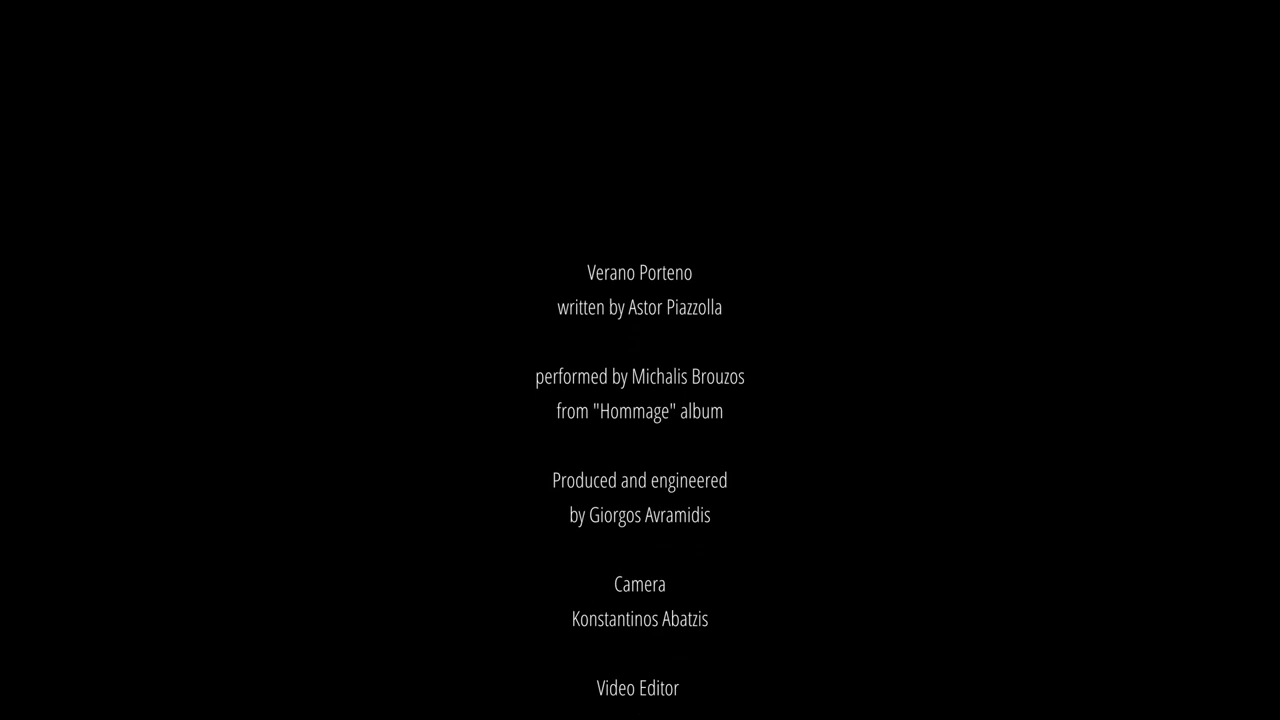 Verano Porteno
written by Astor Piazzolla
performed by Michalis Brouzos
from "Hommage" album
Produced and engineered
by Giorgos Avramidis
Camera
Konstantinos Abatzis
Video Editor